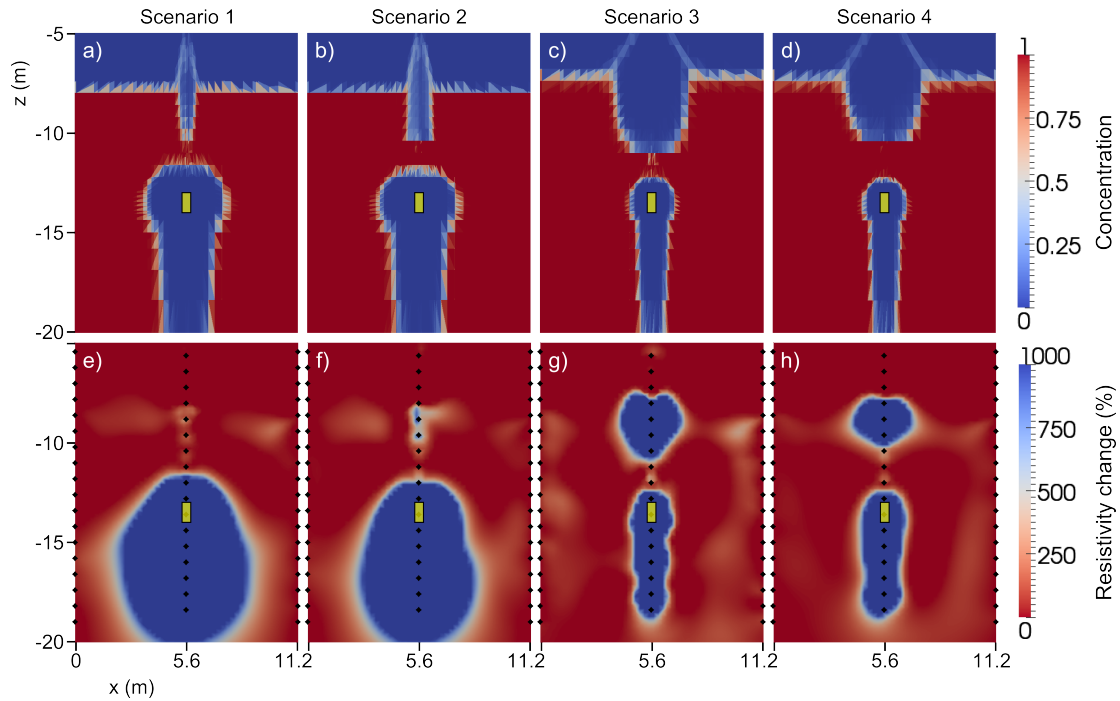 Scenario 1 Scenario 2 Scenario 3 Scenario 4
a) b) c) d)
z (m)
-5
-10
-15
-20
1
0.75
0.5
0.25
0
Concentration
e) f) g) h)
-10
-15
-20
1000
750
500
250
0
Resistivity change (%)
0 5.6 11.2 5.6 11.2 5.6 11.2 5.6 11.2
x (m)